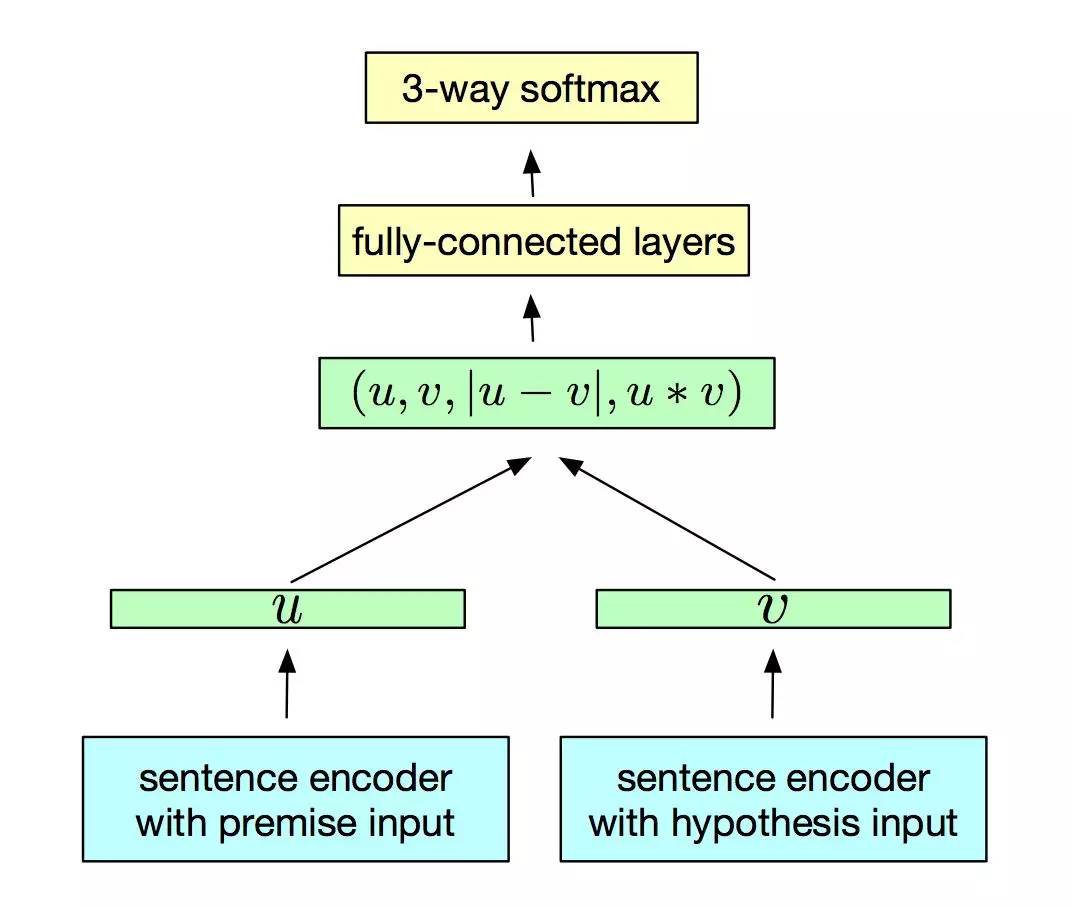 3-way softmax
fully-connected layers
(u, v, |u − v|, u ∗ v)
u
v
sentence encoder
with premise input
sentence encoder
with hypothesis input